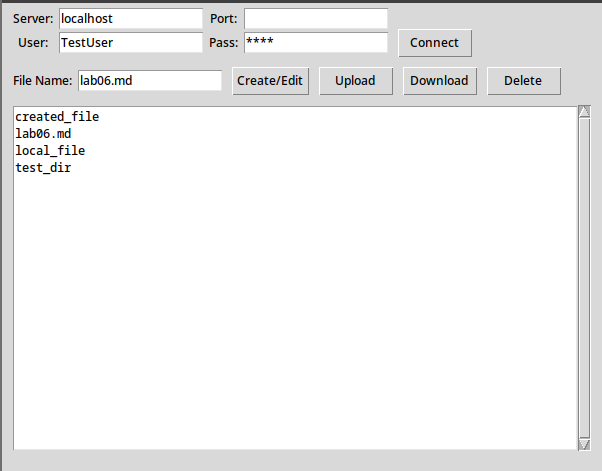 Server: localhost Port:
User: TestUser Pass: **** Connect
File Name: lab06.md Create/Edit Upload Download Delete
created_file
lab06.md
local_file
test_dir